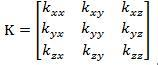 K = [k_xx k_xy k_xz
k_yx k_yy k_yz
k_zx k_zy k_zz]